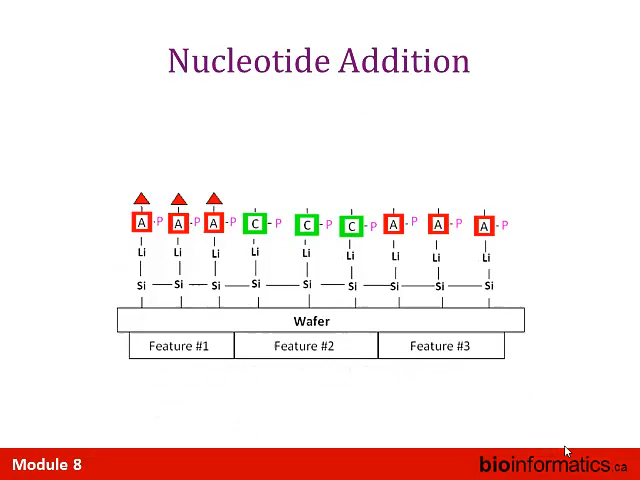 Nucleotide Addition
A -P A -P A -P C -P C -P C -P A -P A -P A -P
Li Li Li Li Li Li Li Li Li
Si Si Si Si Si Si Si Si Si
Wafer
Feature #1 Feature #2 Feature #3
Module 8 bioinformatics.ca